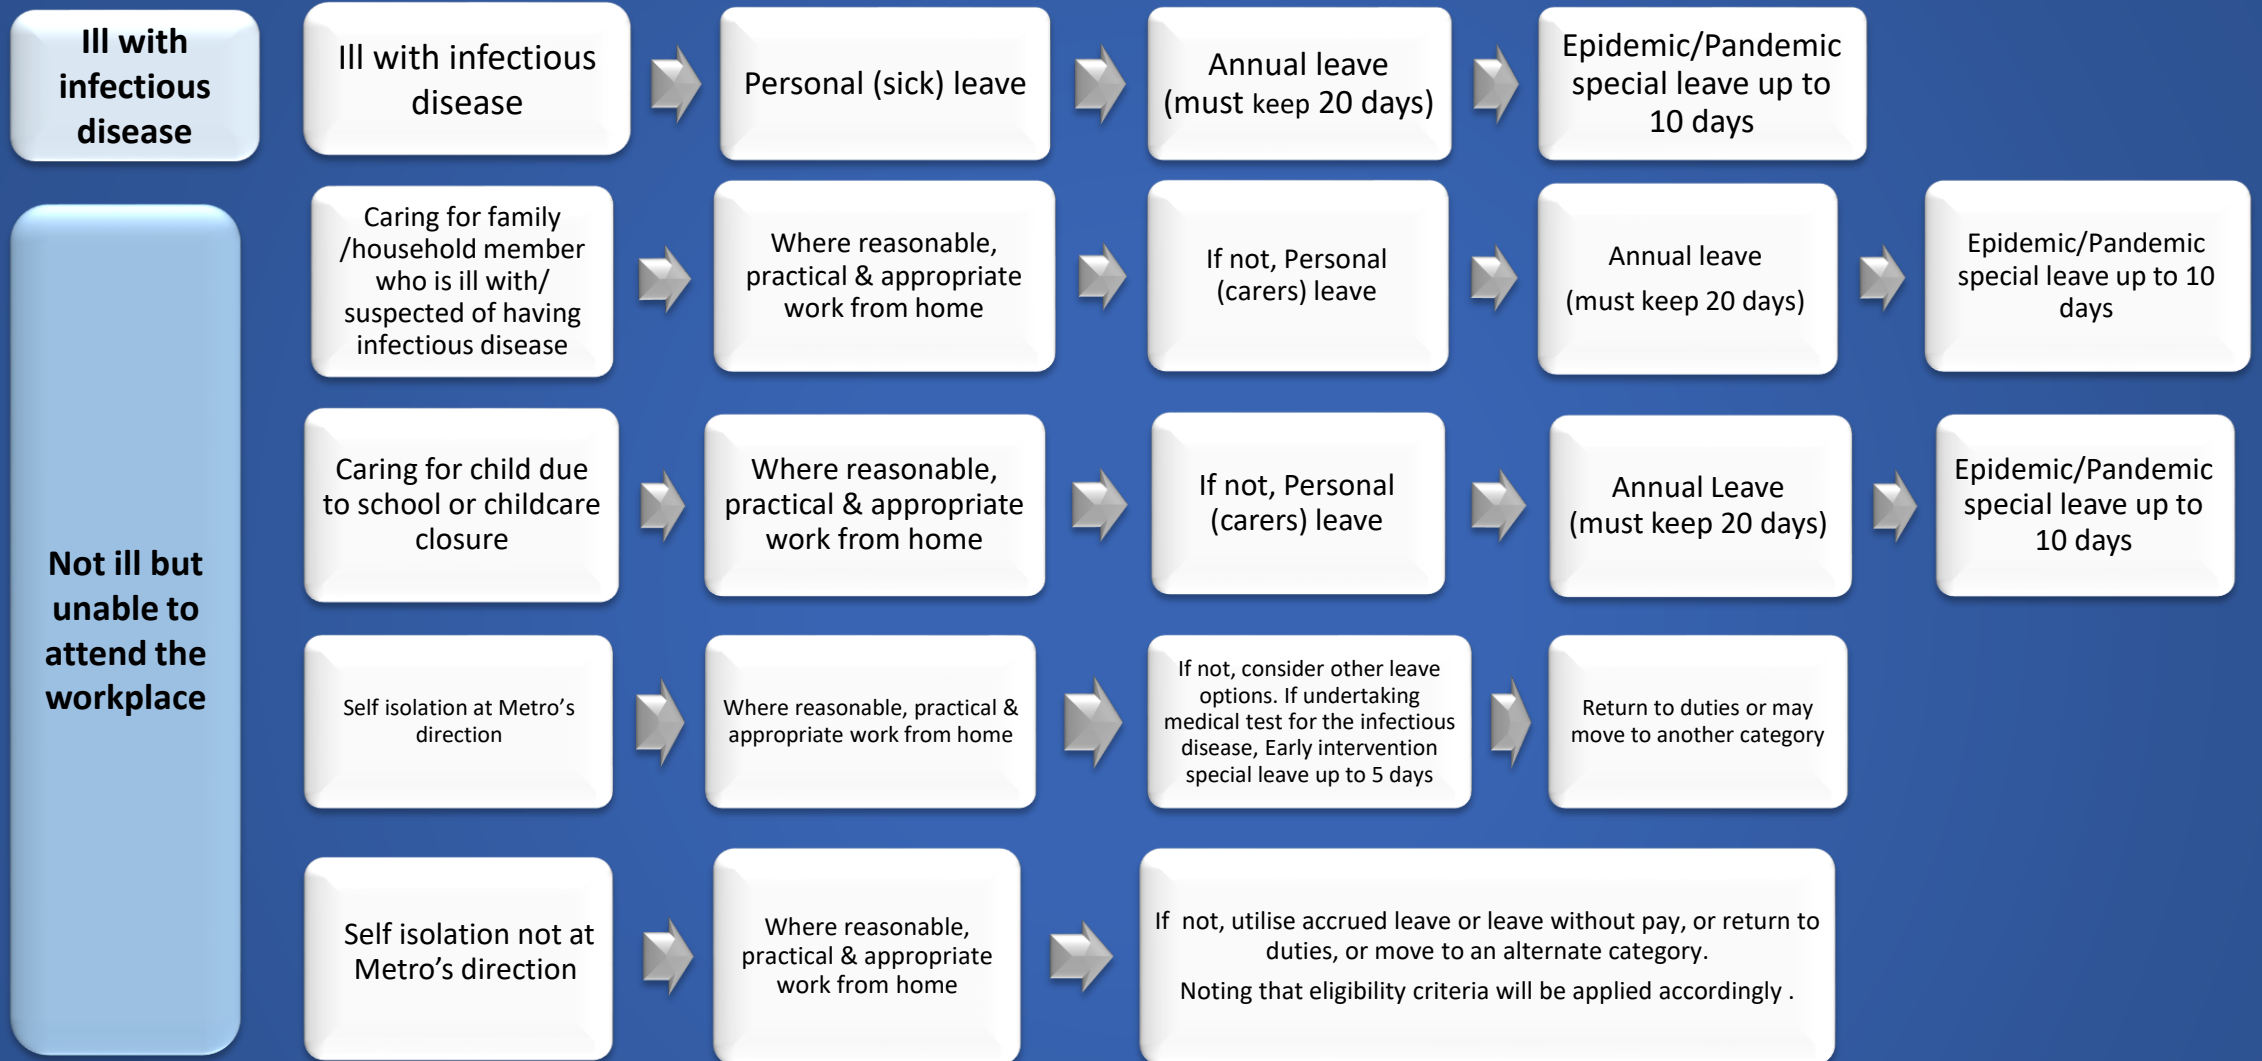 Ill with
infectious
disease
Ill with infectious
disease
Personal (sick) leave
Annual leave
(must keep 20 days)
Epidemic/Pandemic
special leave up to
10 days
Not ill but
unable to
attend the
workplace
Caring for family
/household member
who is ill with/
suspected of having
infectious disease
Where reasonable,
practical & appropriate
work from home
If not, Personal
(carers) leave
Annual leave
(must keep 20 days)
Epidemic/Pandemic
special leave up to 10
days
Caring for child due
to school or childcare
closure
Where reasonable,
practical & appropriate
work from home
If not, Personal
(carers) leave
Annual Leave
(must keep 20 days)
Epidemic/Pandemic
special leave up to
10 days
Self isolation at Metro’s
direction
Where reasonable, practical &
appropriate work from home
If not, consider other leave
options. If undertaking
medical test for the infectious
disease, Early intervention
special leave up to 5 days
Return to duties or may
move to another category
Self isolation not at
Metro’s direction
Where reasonable,
practical & appropriate
work from home
If  not, utilise accrued leave or leave without pay, or return to
duties, or move to an alternate category.
Noting that eligibility criteria will be applied accordingly .